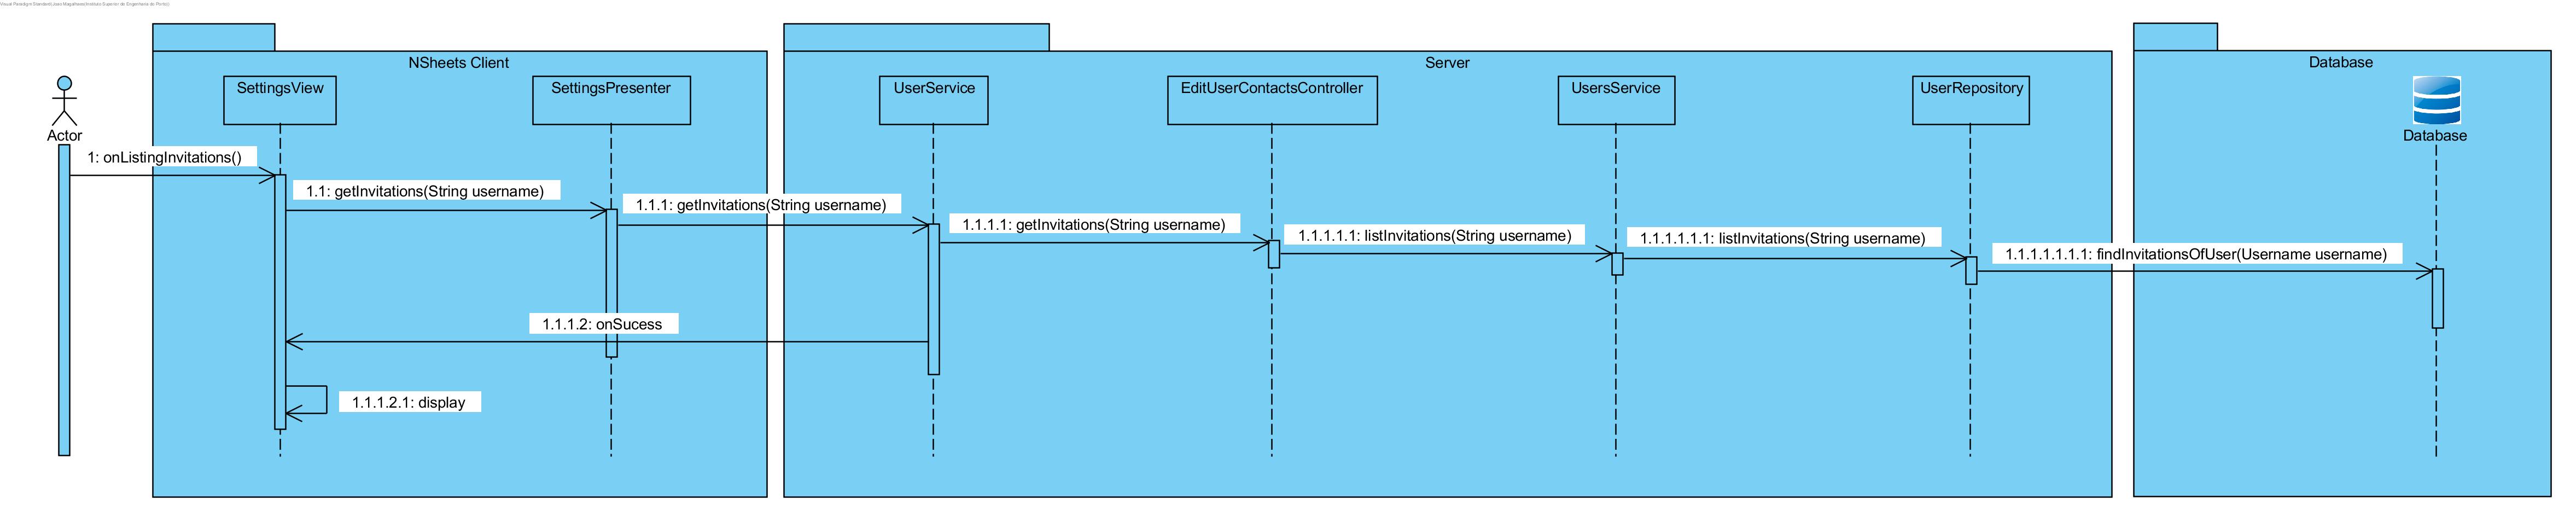 Visual Paradigm Standard(Joao Magalhaes(Instituto Superior de Engenharia do Porto))
NSheets Client
Server
Database
SettingsView
SettingsPresenter
UserService
EditUserContactsController
UsersService
UserRepository
Actor
Database
1: onListingInvitations()
1.1: getInvitations(String username)
1.1.1: getInvitations(String username)
1.1.1.1: getInvitations(String username)
1.1.1.1.1: listInvitations(String username)
1.1.1.1.1.1: listInvitations(String username)
1.1.1.1.1.1.1: findInvitationsOfUser(Username username)
1.1.1.2: onSucess
1.1.1.2.1: display